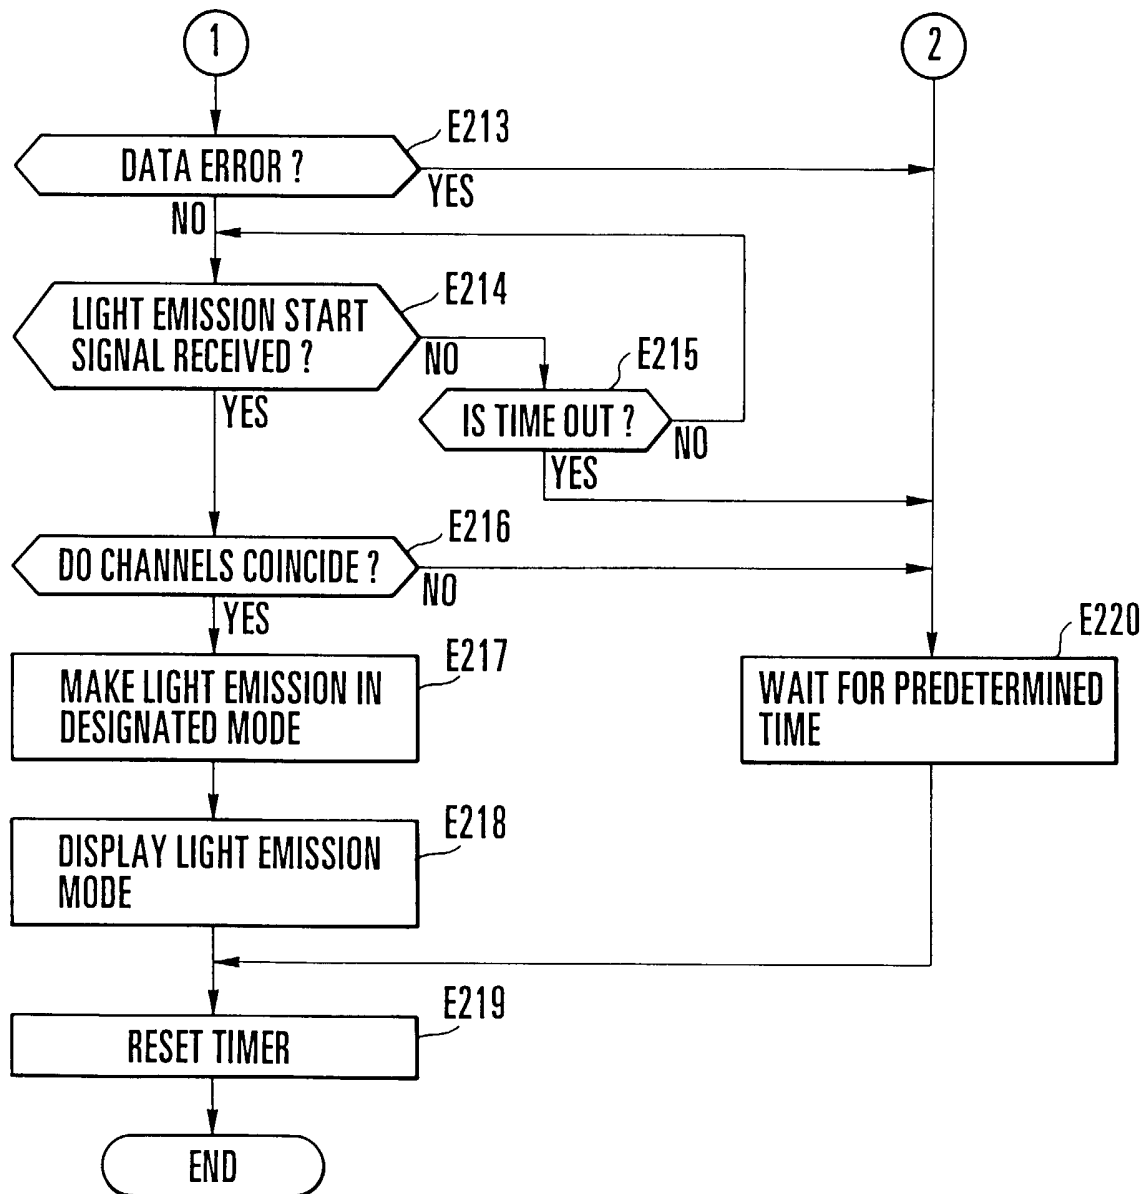 1
2
E213
DATA ERROR ?
YES
NO
E214
LIGHT EMISSION START
SIGNAL RECEIVED ?
NO
E215
YES
IS TIME OUT ?
NO
YES
E216
DO CHANNELS COINCIDE ?
NO
YES
E217
E220
MAKE LIGHT EMISSION IN
DESIGNATED MODE
WAIT FOR PREDETERMINED
TIME
E218
DISPLAY LIGHT EMISSION
MODE
E219
RESET TIMER
END